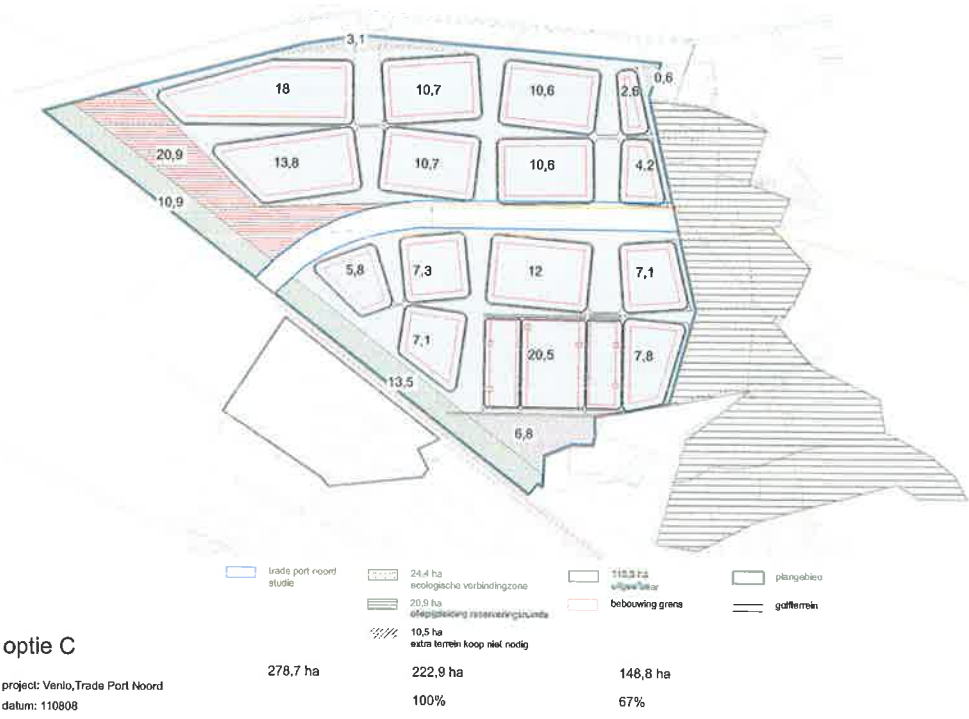 3,1
0,6
18
10,7
10,6
2,6
20,9
13,8
10,7
10,6
4,2
10,9
5,8
7,3
12
7,1
7,1
20,5
7,8
13,5
6,8
trade port noord
studie
24,4 ha
ecologische verbindingzone
20,9 ha
10,5 ha
extra terrein koop niet nodig
bebouwing grens
plangebied
golfterrein
optie C
project: Venlo,Trade Port Noord
datum: 110808
278,7 ha
222,9 ha
148,8 ha
100%
67%